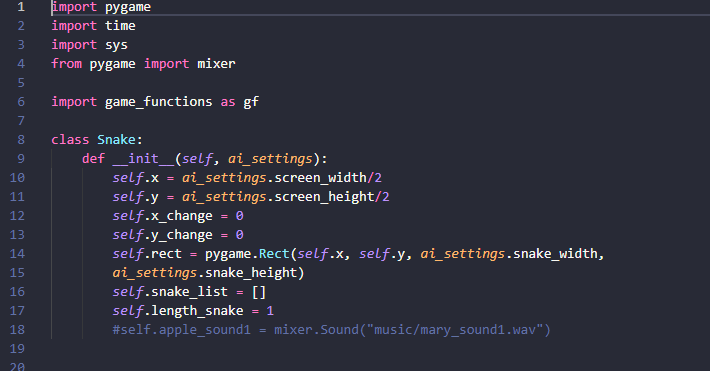 1 import pygame
2 import time
3 import sys
4 from pygame import mixer
5
6 import game_functions as gf
7
8 class Snake:
9     def __init__(self, ai_settings):
10         self.x = ai_settings.screen_width/2
11         self.y = ai_settings.screen_height/2
12         self.x_change = 0
13         self.y_change = 0
14         self.rect = pygame.Rect(self.x, self.y, ai_settings.snake_width,
15         ai_settings.snake_height)
16         self.snake_list = []
17         self.length_snake = 1
18         #self.apple_sound1 = mixer.Sound("music/mary_sound1.wav")
19
20